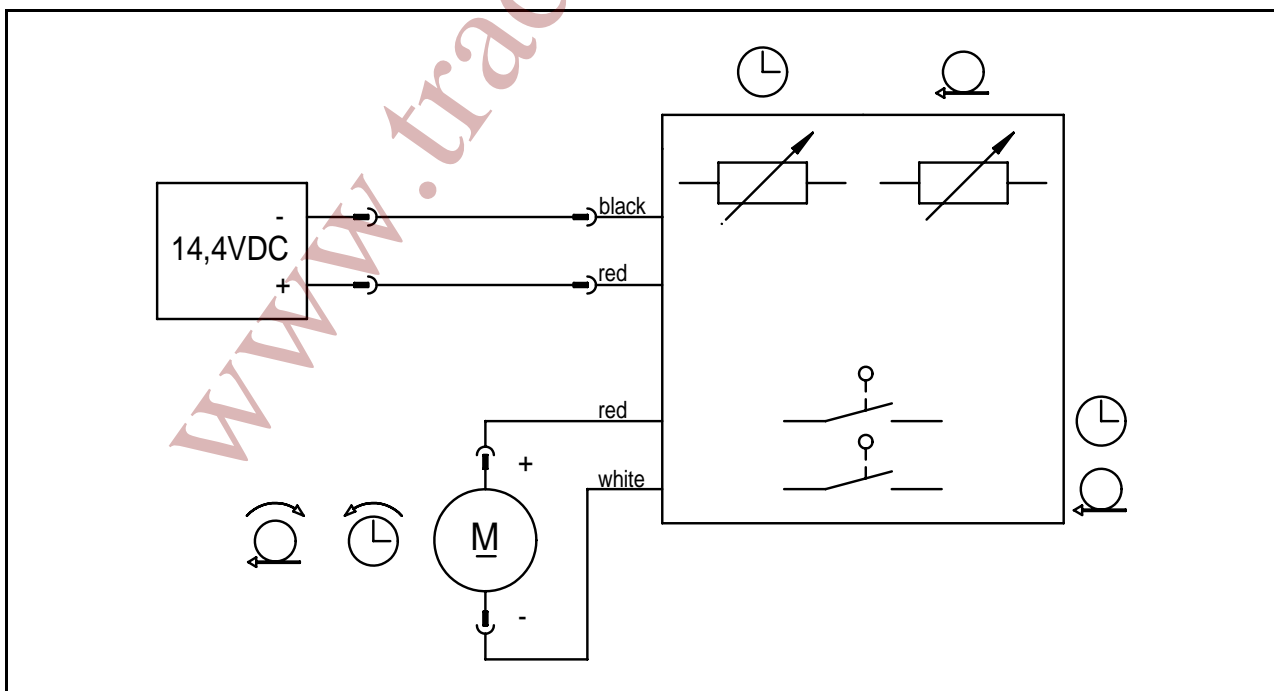 www.trac
black
-
14,4VDC
red
+
red
+
white
M
-